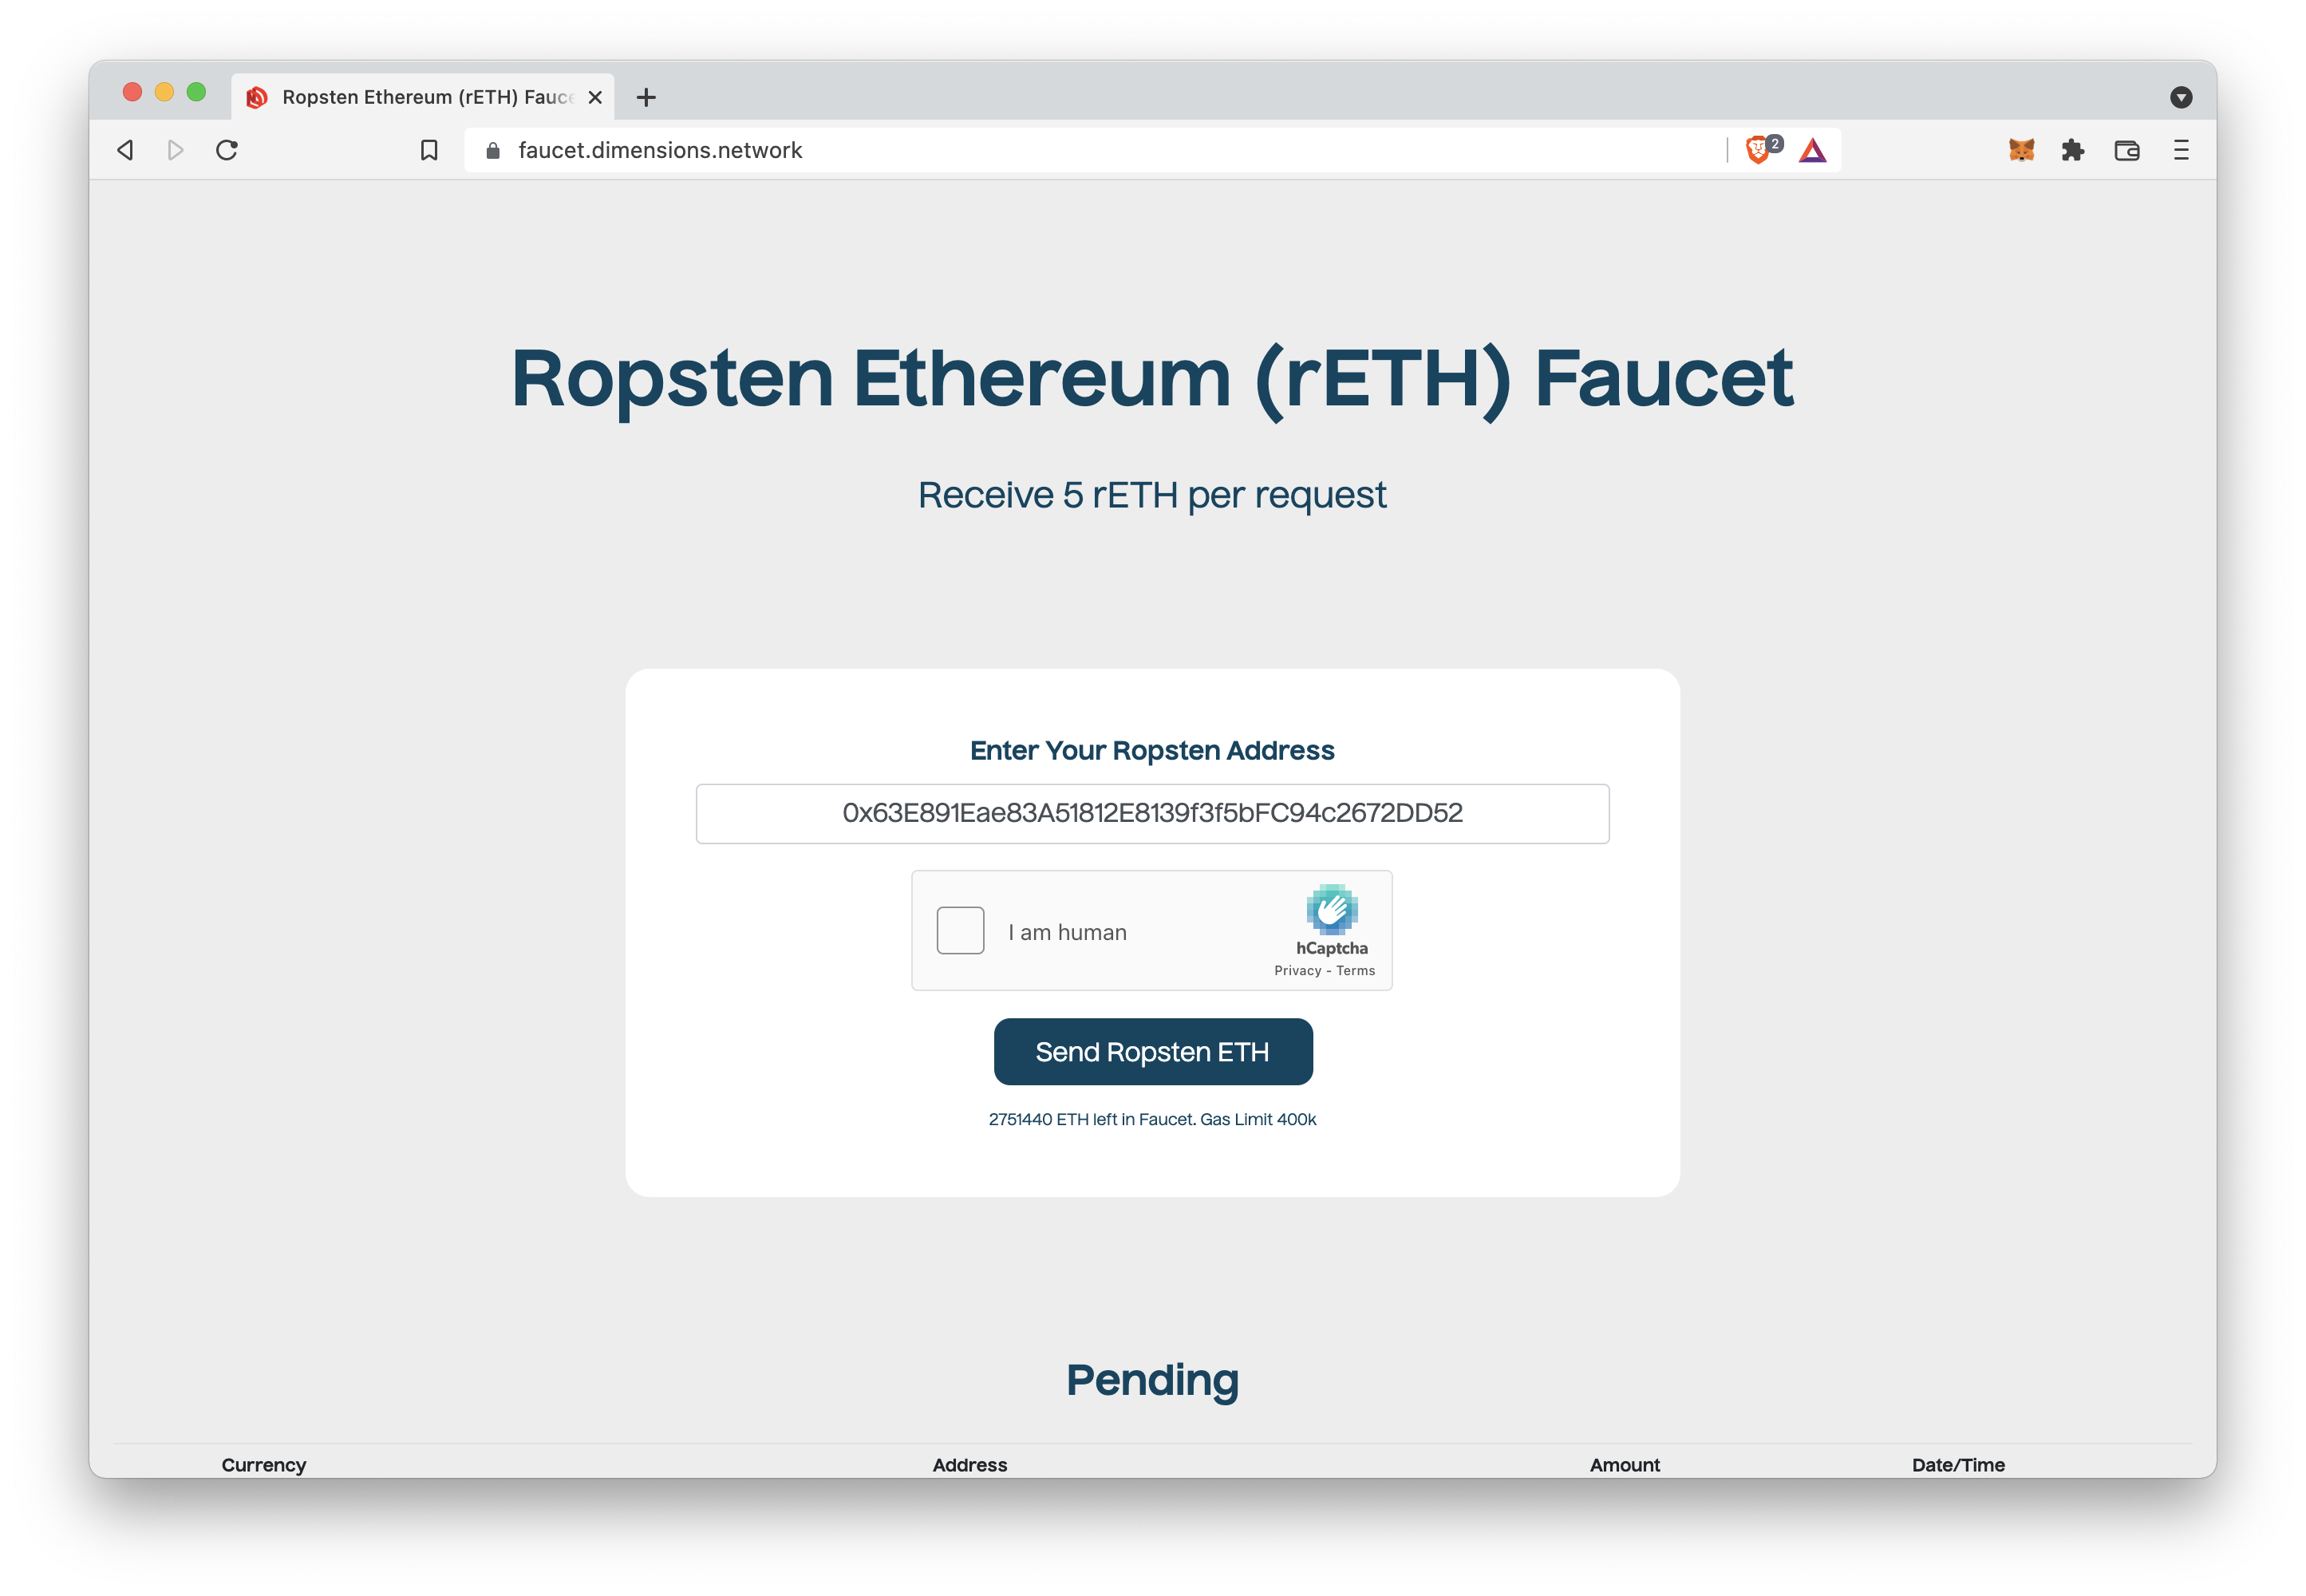 Ropsten Ethereum (rETH) Fauce
faucet.dimensions.network
2
Ropsten Ethereum (rETH) Faucet
Receive 5 rETH per request
Enter Your Ropsten Address
0x63E891Eae83A51812E8139f3f5bFC94c2672DD52
I am human
hCaptcha
Privacy - Terms
Send Ropsten ETH
2751440 ETH left in Faucet. Gas Limit 400k
Pending
Currency Address Amount Date/Time